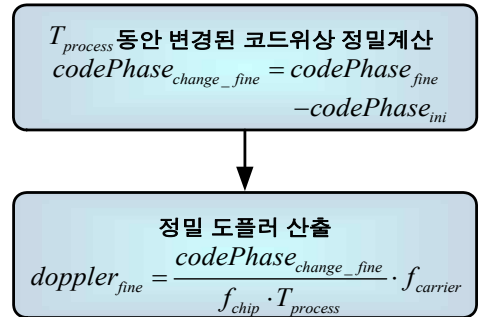 T_process 동안 변경된 코드위상 정밀계산
codePhase_change_fine = codePhase_fine
−codePhase_ini
정밀 도플러 산출
doppler_fine = codePhase_change_fine / (f_chip · T_process) · f_carrier